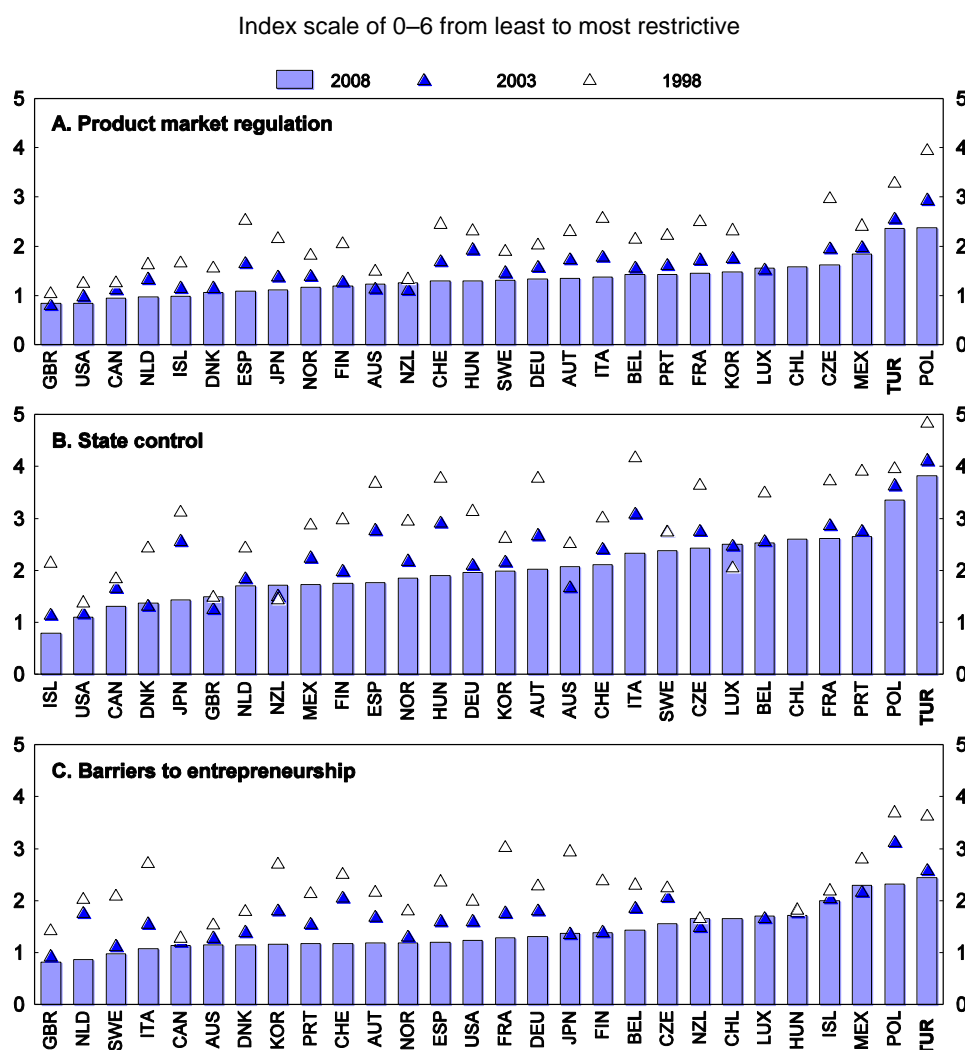 Index scale of 0–6 from least to most restrictive
2008 2003 1998
A. Product market regulation
5 5
4 4
3 3
2 2
1 1
0 0
GBR USA CAN NLD ISL DNK ESP JPN NOR FIN AUS NZL CHE HUN SWE DEU AUT ITA BEL PRT FRA KOR LUX CHL CZE MEX TUR POL
B. State control
5 5
4 4
3 3
2 2
1 1
0 0
ISL USA CAN DNK JPN GBR NLD NZL MEX FIN ESP NOR HUN DEU KOR AUT AUS CHE ITA SWE CZE LUX BEL CHL FRA PRT POL TUR
C. Barriers to entrepreneurship
5 5
4 4
3 3
2 2
1 1
0 0
GBR NLD SWE ITA CAN AUS DNK KOR PRT CHE AUT NOR ESP USA FRA DEU JPN FIN BEL CZE NZL CHL LUX HUN ISL MEX POL TUR